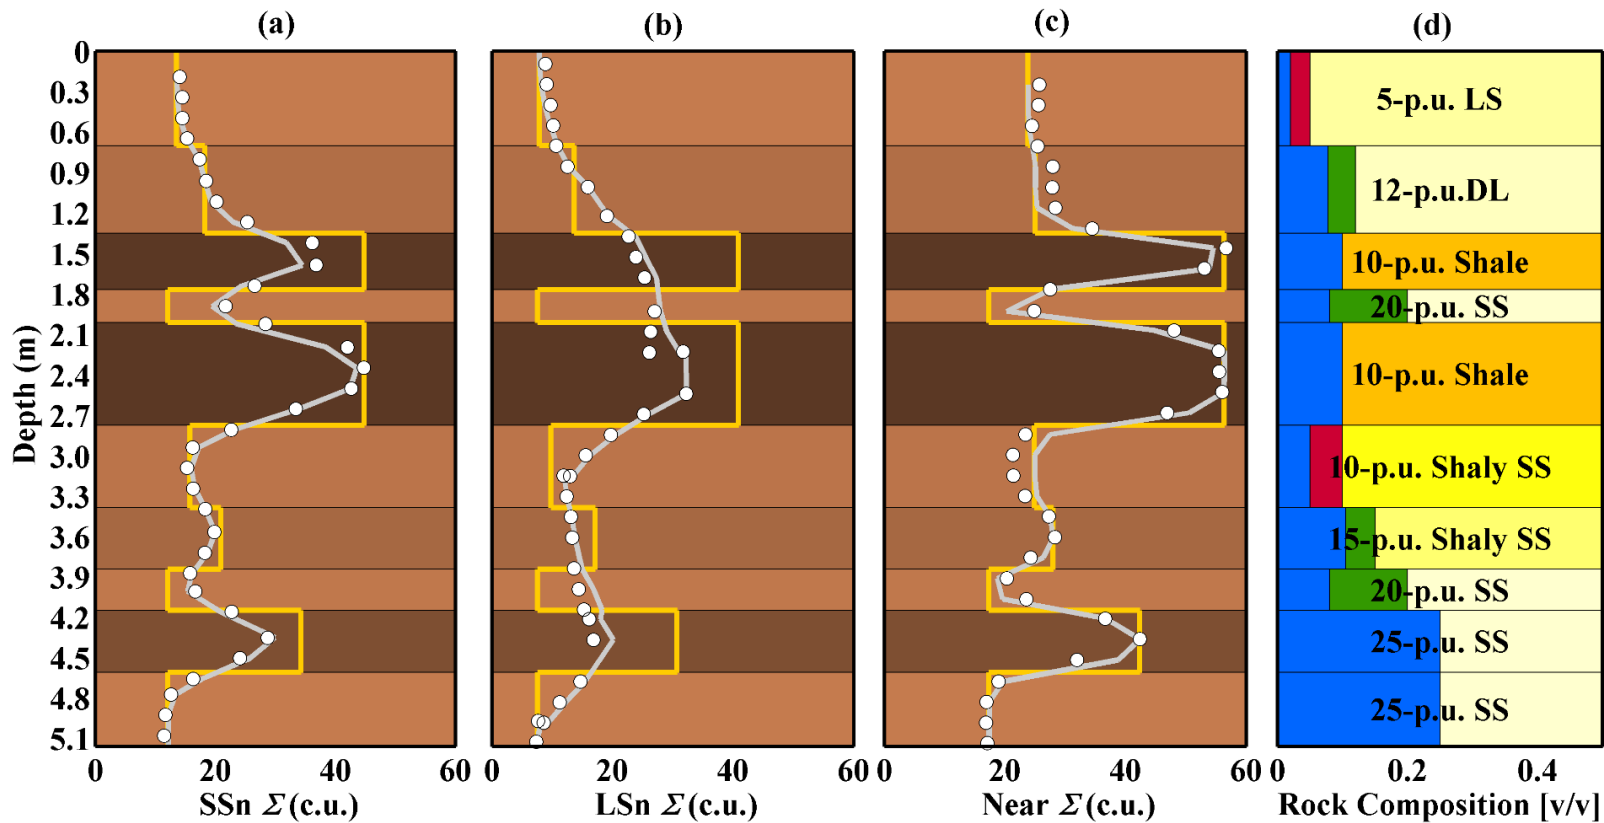 (a) (b) (c) (d)
0
0.3
0.6
0.9
1.2
1.5
1.8
2.1
2.4
2.7
3.0
3.3
3.6
3.9
4.2
4.5
4.8
5.1
Depth (m)
5-p.u. LS
12-p.u.DL
10-p.u. Shale
20-p.u. SS
10-p.u. Shale
10-p.u. Shaly SS
15-p.u. Shaly SS
20-p.u. SS
25-p.u. SS
25-p.u. SS
0 20 40 60 0 20 40 60 0 20 40 60 0 0.2 0.4
SSn Σ (c.u.) LSn Σ (c.u.) Near Σ (c.u.) Rock Composition [v/v]